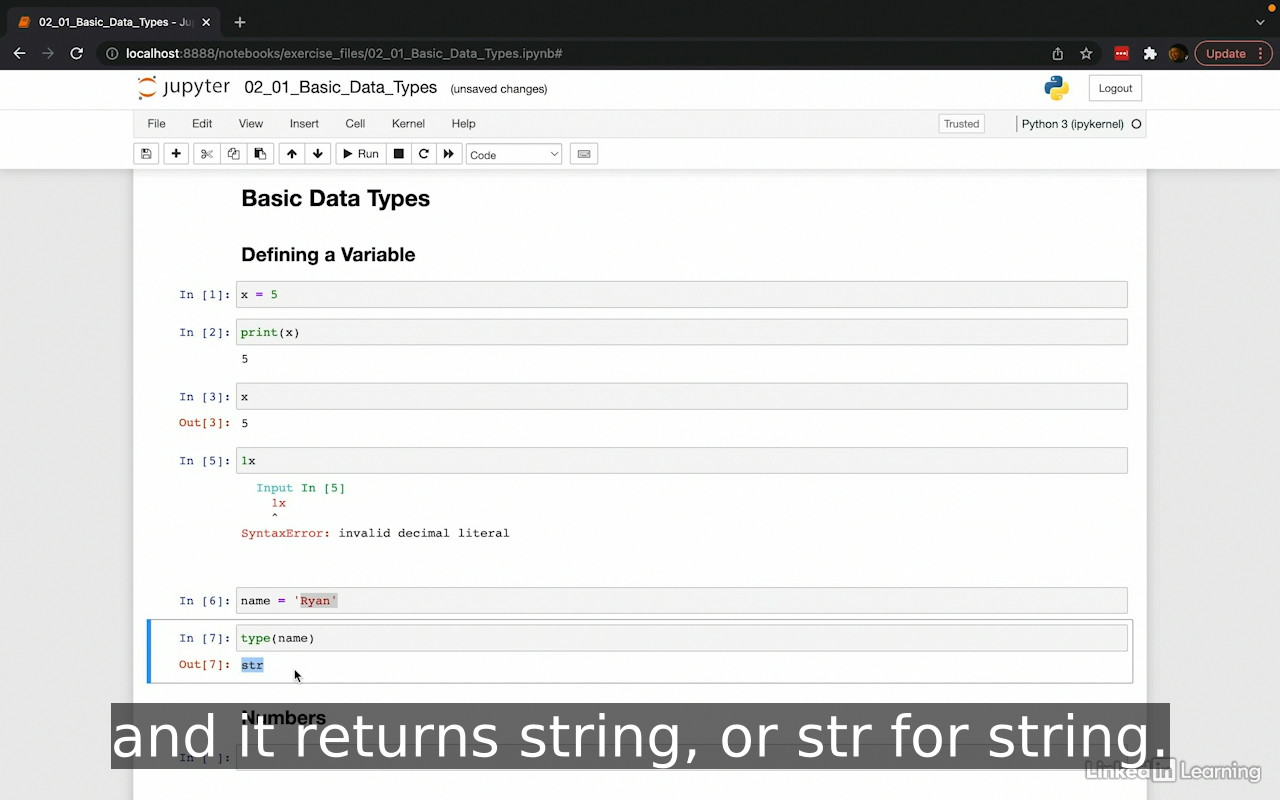 02_01_Basic_Data_Types - Ju
localhost:8888/notebooks/exercise_files/02_01_Basic_Data_Types.ipynb#
Update
jupyter 02_01_Basic_Data_Types (unsaved changes)
Logout
File Edit View Insert Cell Kernel Help
Trusted Python 3 (ipykernel)
Run Code
Basic Data Types
Defining a Variable
In [1]: x = 5
In [2]: print(x)
5
In [3]: x
Out[3]: 5
In [5]: 1x
Input In [5]
1x
^
SyntaxError: invalid decimal literal
In [6]: name = 'Ryan'
In [7]: type(name)
Out[7]: str
Numbers
and it returns string, or str for string.
In [ ]:
LinkedIn Learning